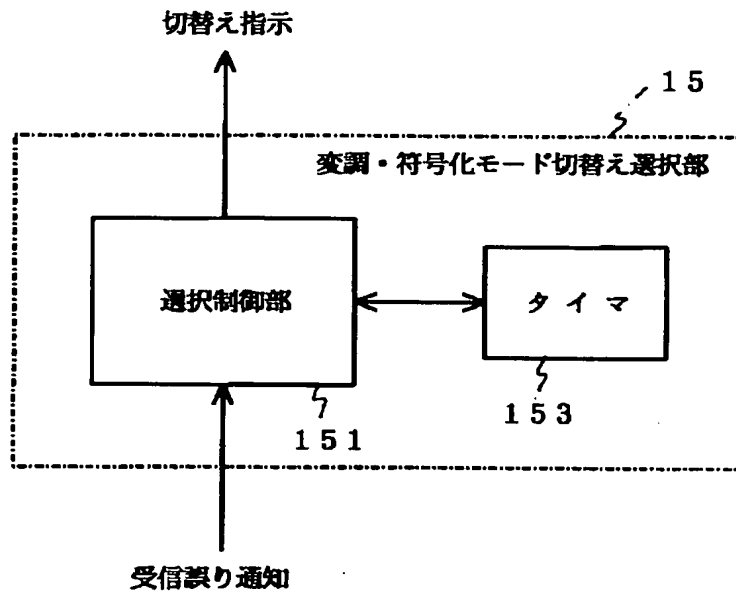 切替え指示
15
変調・符号化モード切替え選択部
選択制御部
タイマ
151
153
受信誤り通知